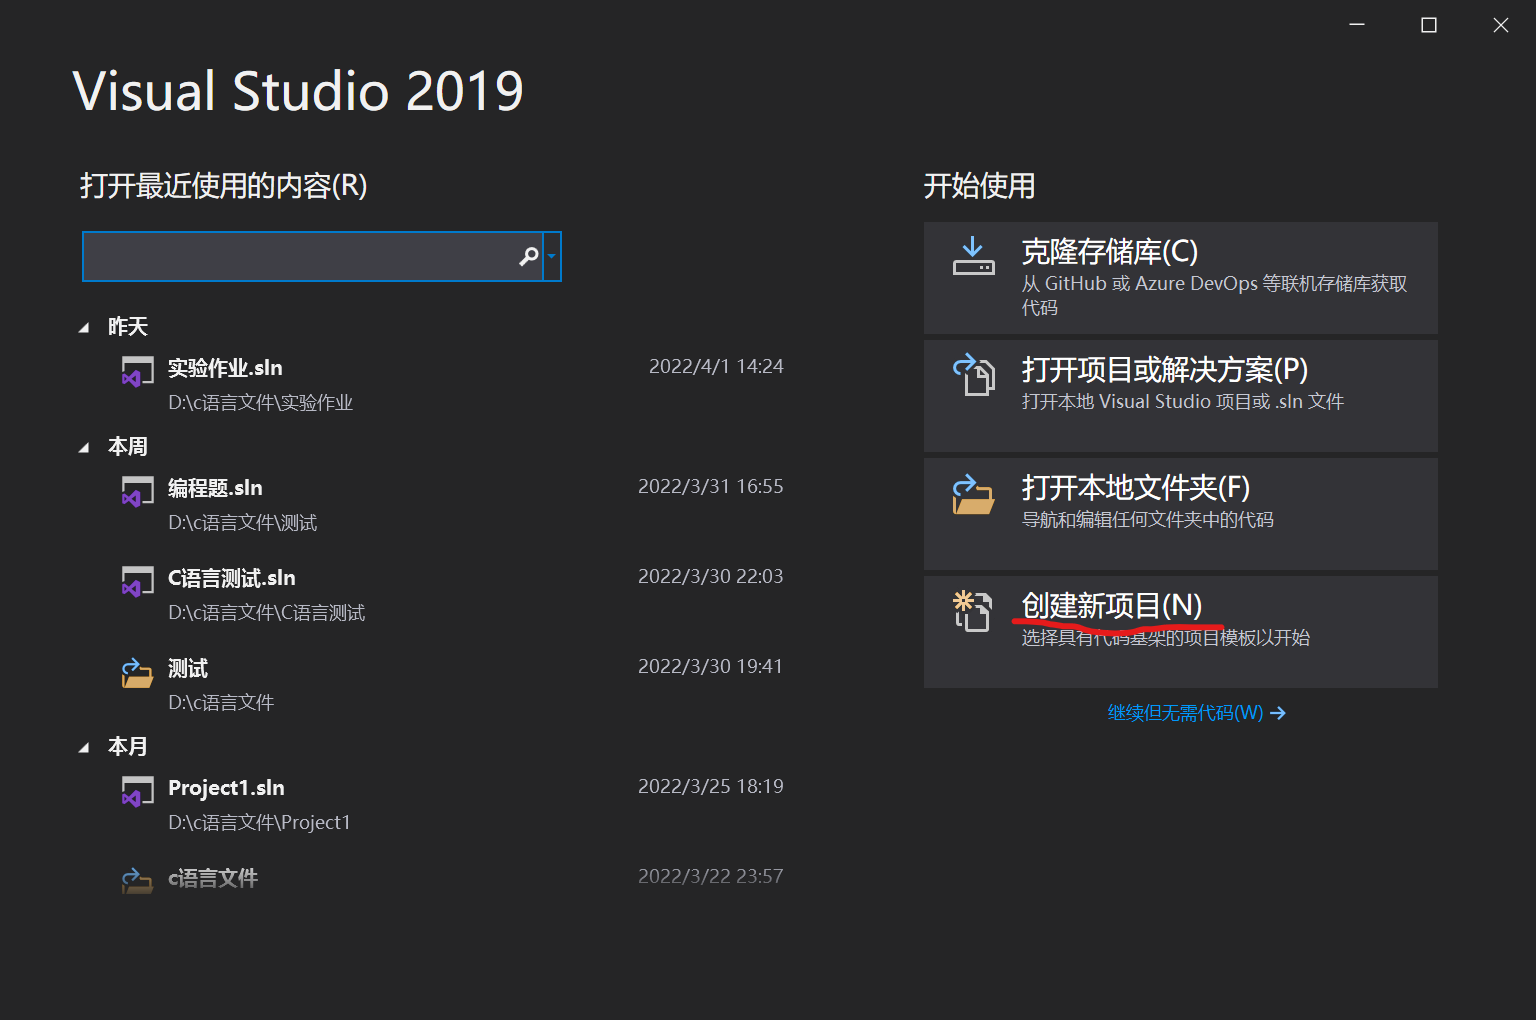 Visual Studio 2019
打开最近使用的内容(R)
昨天
实验作业.sln
2022/4/1 14:24
D:\c语言文件\实验作业
本周
编程题.sln
2022/3/31 16:55
D:\c语言文件\测试
C语言测试.sln
2022/3/30 22:03
D:\c语言文件\C语言测试
测试
2022/3/30 19:41
D:\c语言文件
本月
Project1.sln
2022/3/25 18:19
D:\c语言文件\Project1
c语言文件
2022/3/22 23:57
开始使用
克隆存储库(C)
从 GitHub 或 Azure DevOps 等联机存储库获取
代码
打开项目或解决方案(P)
打开本地 Visual Studio 项目或 .sln 文件
打开本地文件夹(F)
导航和编辑任何文件夹中的代码
创建新项目(N)
选择具有代码基架的项目模板以开始
继续但无需代码(W)